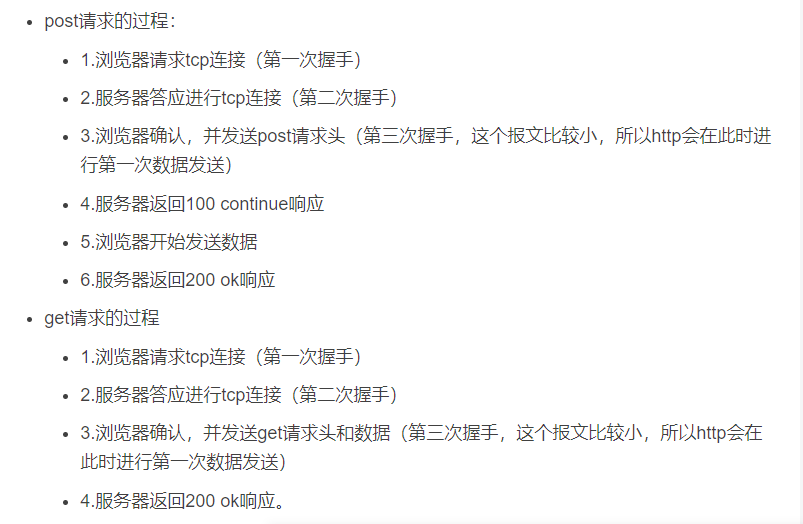 post请求的过程：
1.浏览器请求tcp连接（第一次握手）
2.服务器答应进行tcp连接（第二次握手）
3.浏览器确认，并发送post请求头（第三次握手，这个报文比较小，所以http会在此时进
行第一次数据发送）
4.服务器返回100 continue响应
5.浏览器开始发送数据
6.服务器返回200 ok响应
get请求的过程
1.浏览器请求tcp连接（第一次握手）
2.服务器答应进行tcp连接（第二次握手）
3.浏览器确认，并发送get请求头和数据（第三次握手，这个报文比较小，所以http会在
此时进行第一次数据发送）
4.服务器返回200 ok响应。